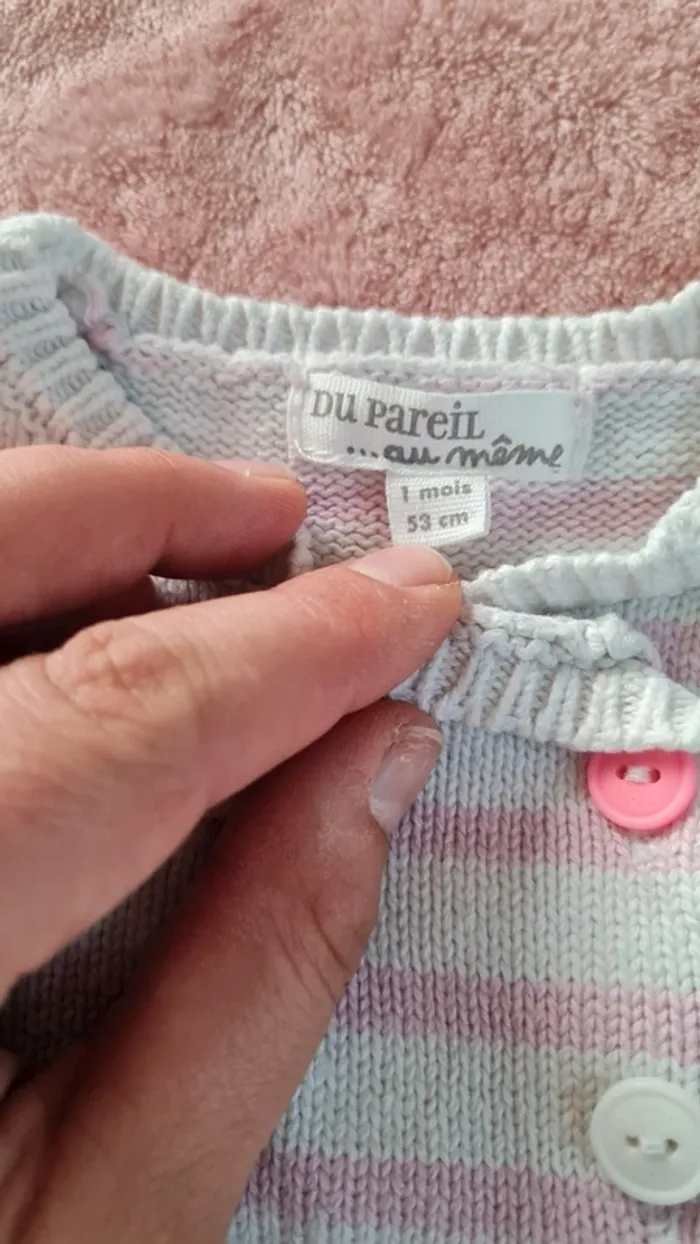 DU PareiL
...au même
1 mois
53 cm